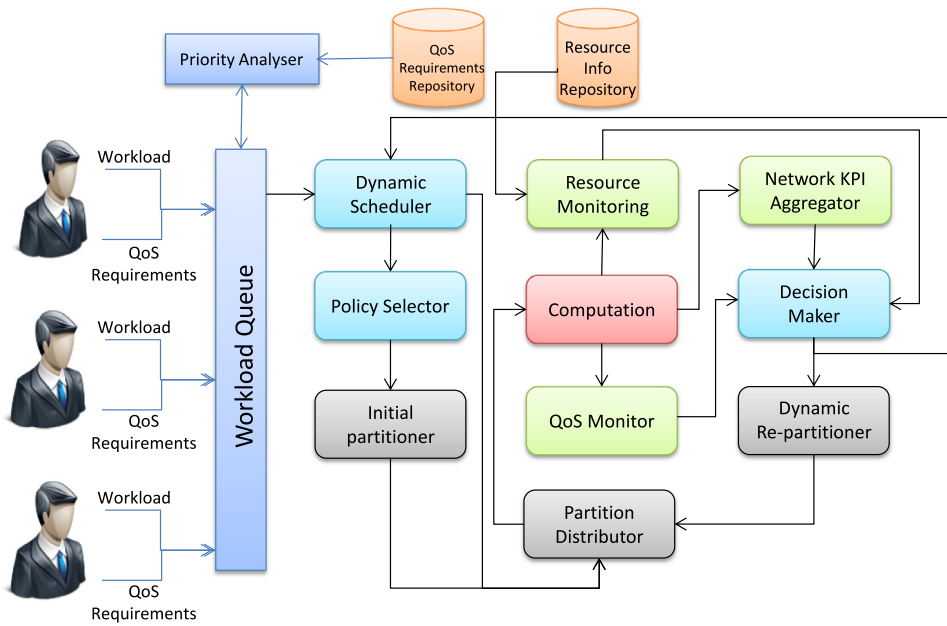 Priority Analyser
QoS
Requirements
Repository
Resource
Info
Repository
Workload
QoS
Requirements
Workload
QoS
Requirements
Workload
QoS
Requirements
Workload Queue
Dynamic
Scheduler
Policy Selector
Initial
partitioner
Resource
Monitoring
Computation
QoS Monitor
Partition
Distributor
Network KPI
Aggregator
Decision
Maker
Dynamic
Re-partitioner